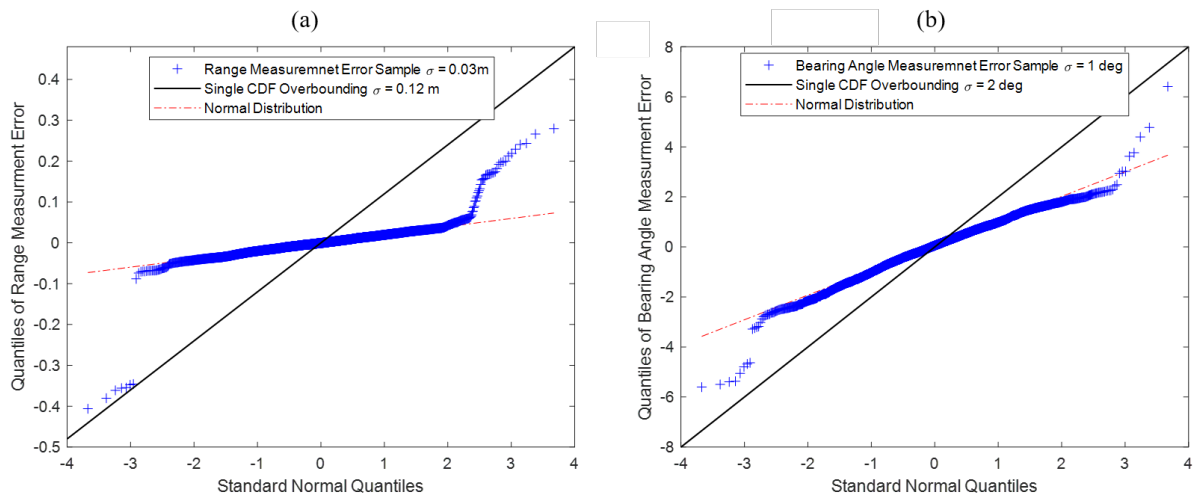 (a)
Range Measuremnet Error Sample σ = 0.03m
Single CDF Overbounding σ = 0.12 m
Normal Distribution
Quantiles of Range Measurement Error
0.4
0.3
0.2
0.1
0
-0.1
-0.2
-0.3
-0.4
-0.5
-4 -3 -2 -1 0 1 2 3 4
Standard Normal Quantiles
(b)
Bearing Angle Measuremnet Error Sample σ = 1 deg
Single CDF Overbounding σ = 2 deg
Normal Distribution
Quantiles of Bearing Angle Measurment Error
8
6
4
2
0
-2
-4
-6
-8
-4 -3 -2 -1 0 1 2 3 4
Standard Normal Quantiles